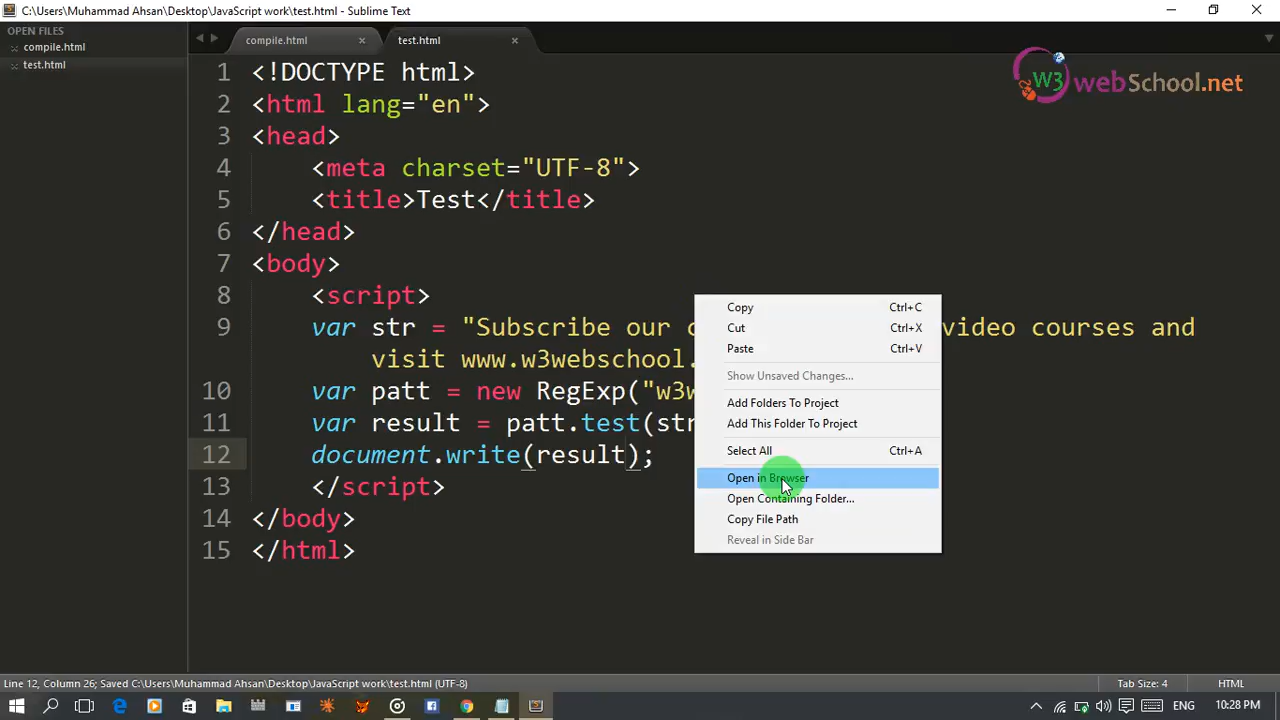 C:\Users\Muhammad Ahsan\Desktop\JavaScript work\test.html - Sublime Text
OPEN FILES
compile.html
test.html
compile.html
test.html
W3 webSchool.net
1 <!DOCTYPE html>
2 <html lang="en">
3 <head>
4 <meta charset="UTF-8">
5 <title>Test</title>
6 </head>
7 <body>
8 <script>
9 var str = "Subscribe our video courses and
visit www.w3webschool.
10 var patt = new RegExp("w3
11 var result = patt.test(str
12 document.write(result);
13 </script>
14 </body>
15 </html>
Copy Ctrl+C
Cut Ctrl+X
Paste Ctrl+V
Show Unsaved Changes...
Add Folders To Project
Add This Folder To Project
Select All Ctrl+A
Open in Browser
Open Containing Folder...
Copy File Path
Reveal in Side Bar
Line 12, Column 26; Saved C:\Users\Muhammad Ahsan\Desktop\JavaScript work\test.html (UTF-8)
Tab Size: 4
HTML
ENG
10:28 PM